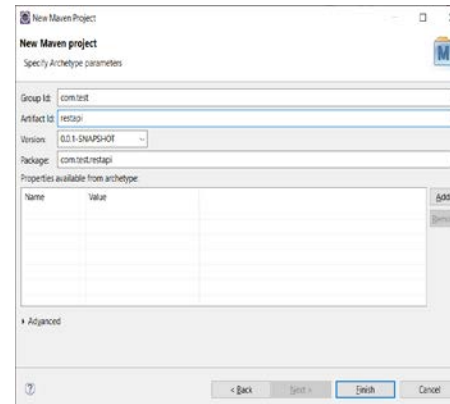 New Maven Project
New Maven project
Specify Archetype parameters
M
Group Id: com.test
Artifact Id: restapi
Version: 0.0.1-SNAPSHOT
Package: com.test.restapi
Properties available from archetype:
Name Value
Add
Advanced
< Back Next > Finish Cancel